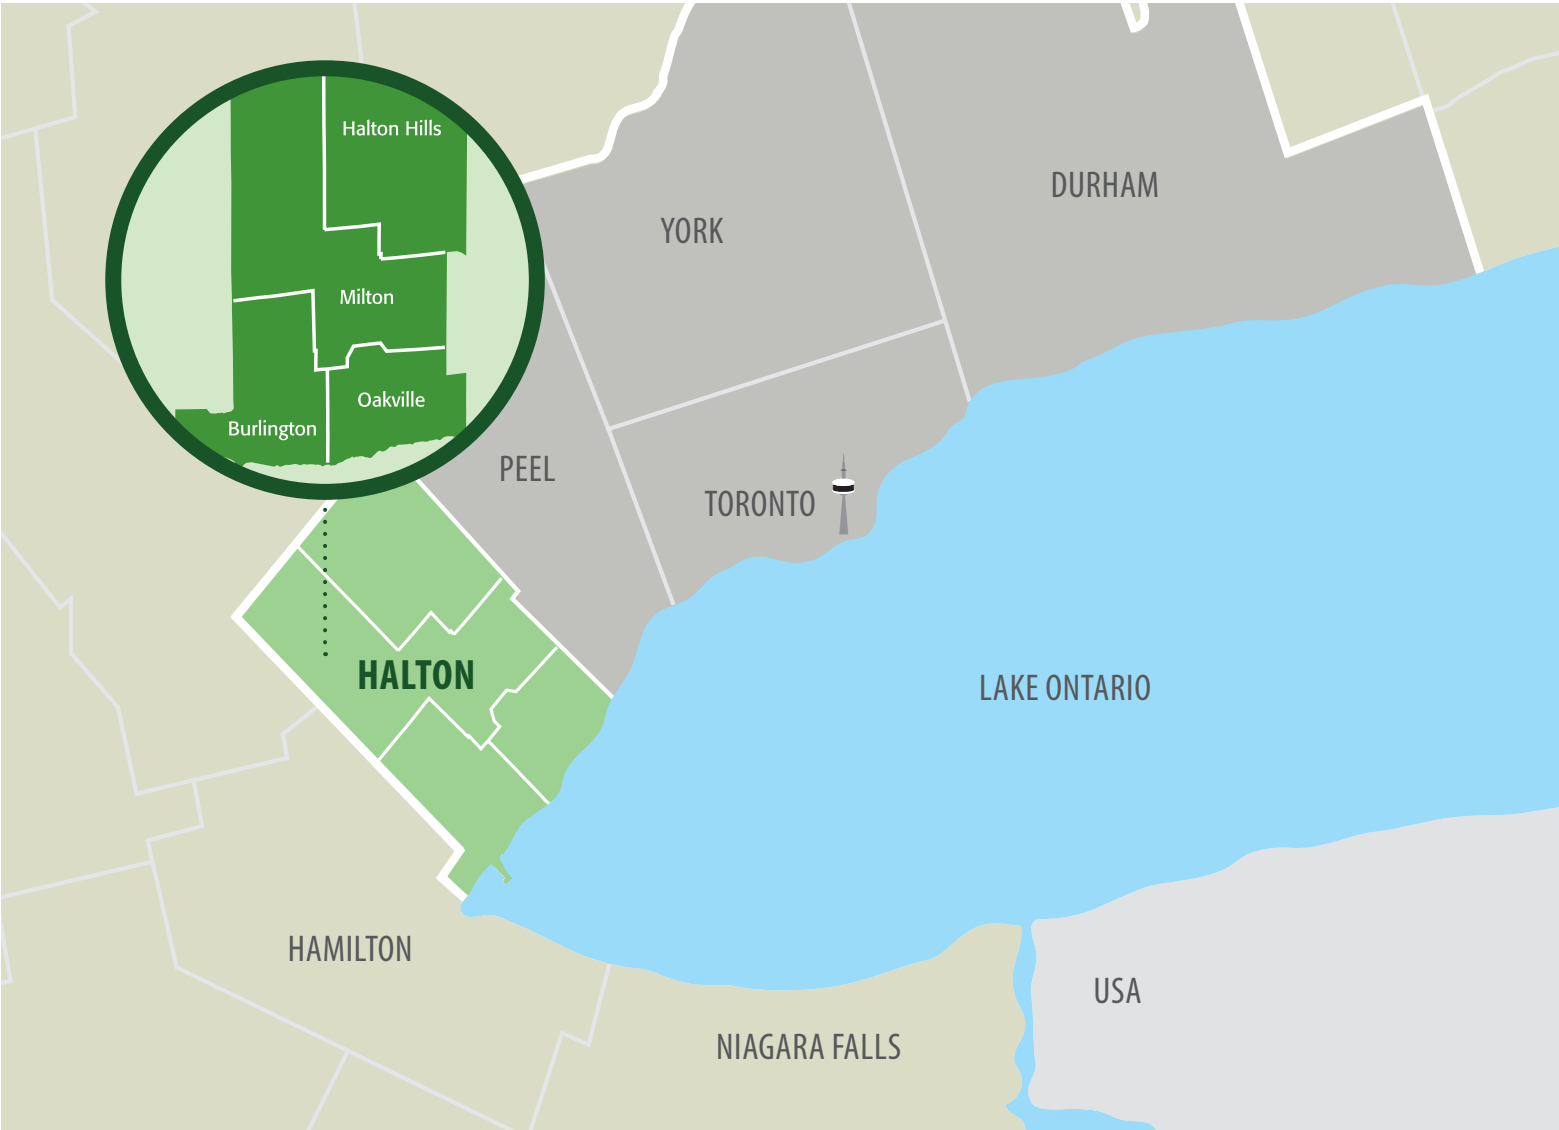 Halton Hills
Milton
Oakville
Burlington
DURHAM
YORK
PEEL
TORONTO
HALTON
LAKE ONTARIO
HAMILTON
USA
NIAGARA FALLS